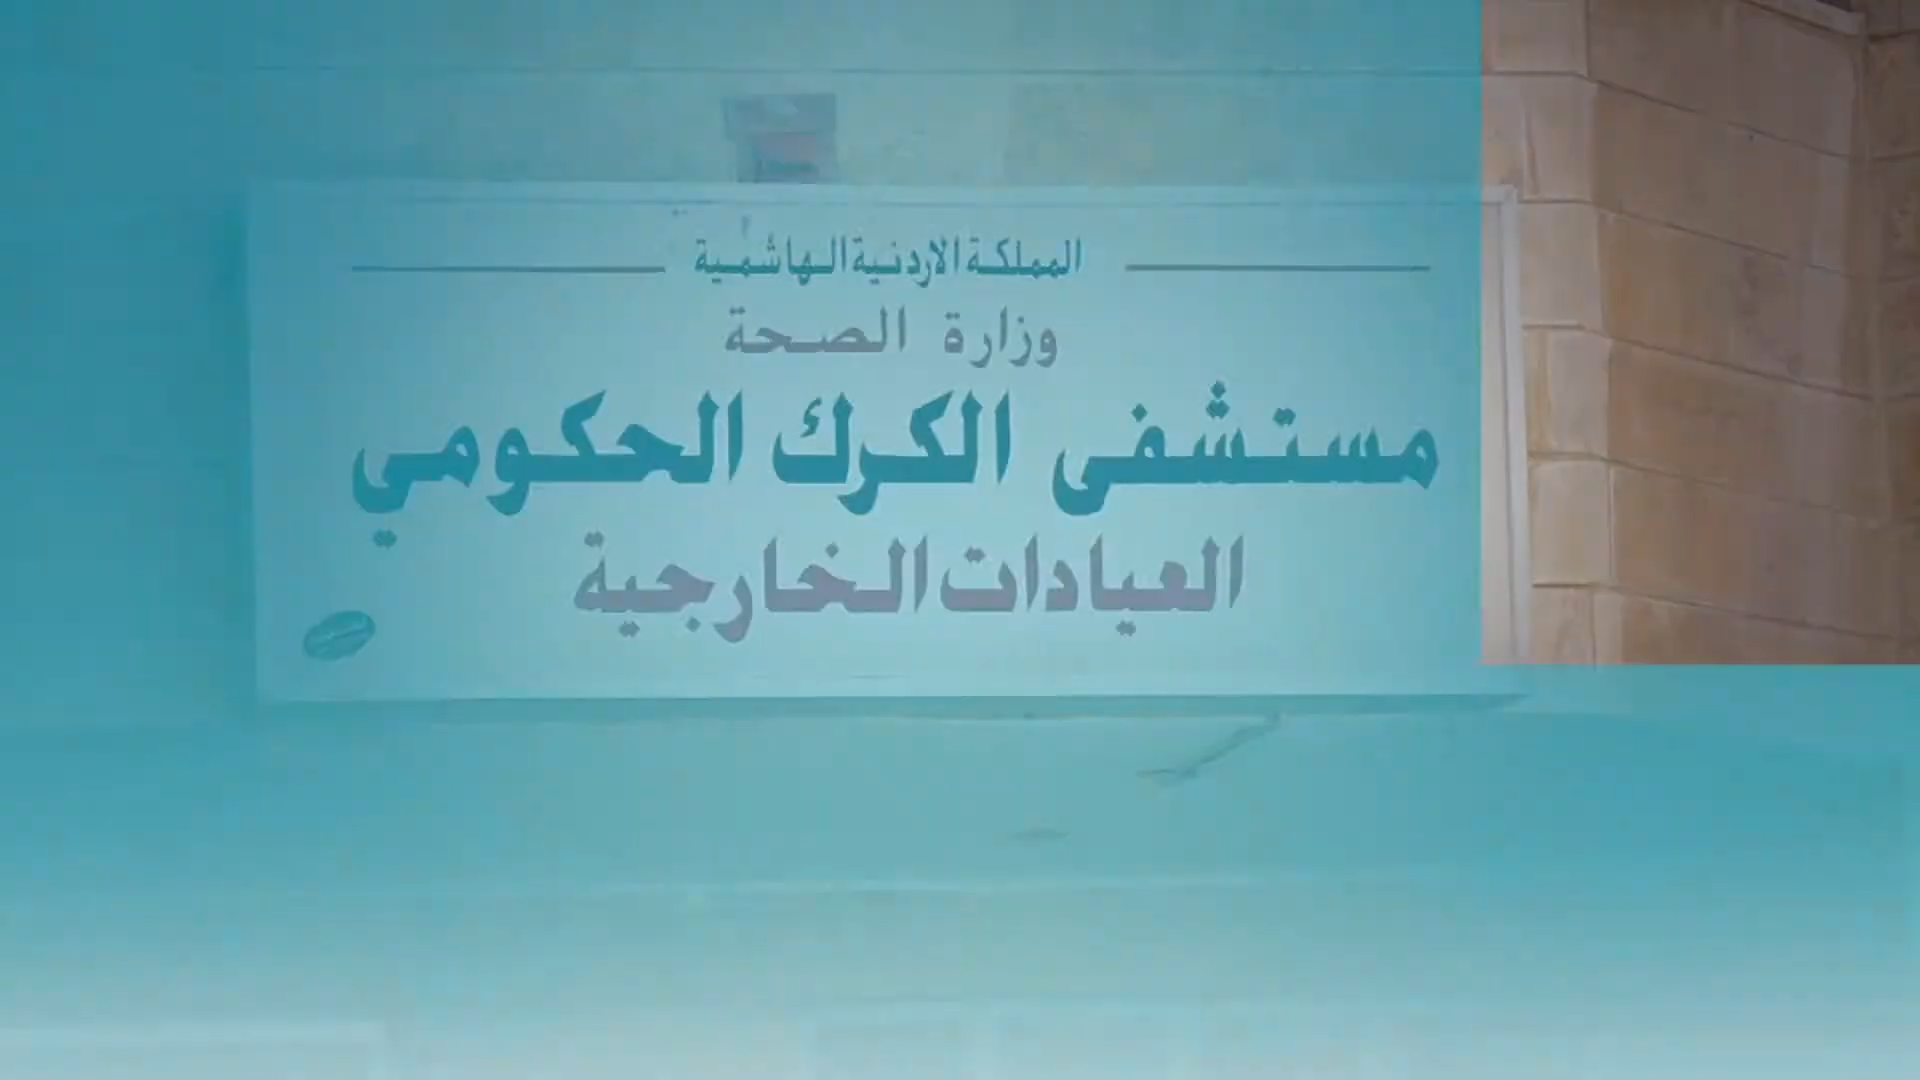 المملكة الاردنية الهاشمية
وزارة الصحة
مستشفى الكرك الحكومي
العيادات الخارجية